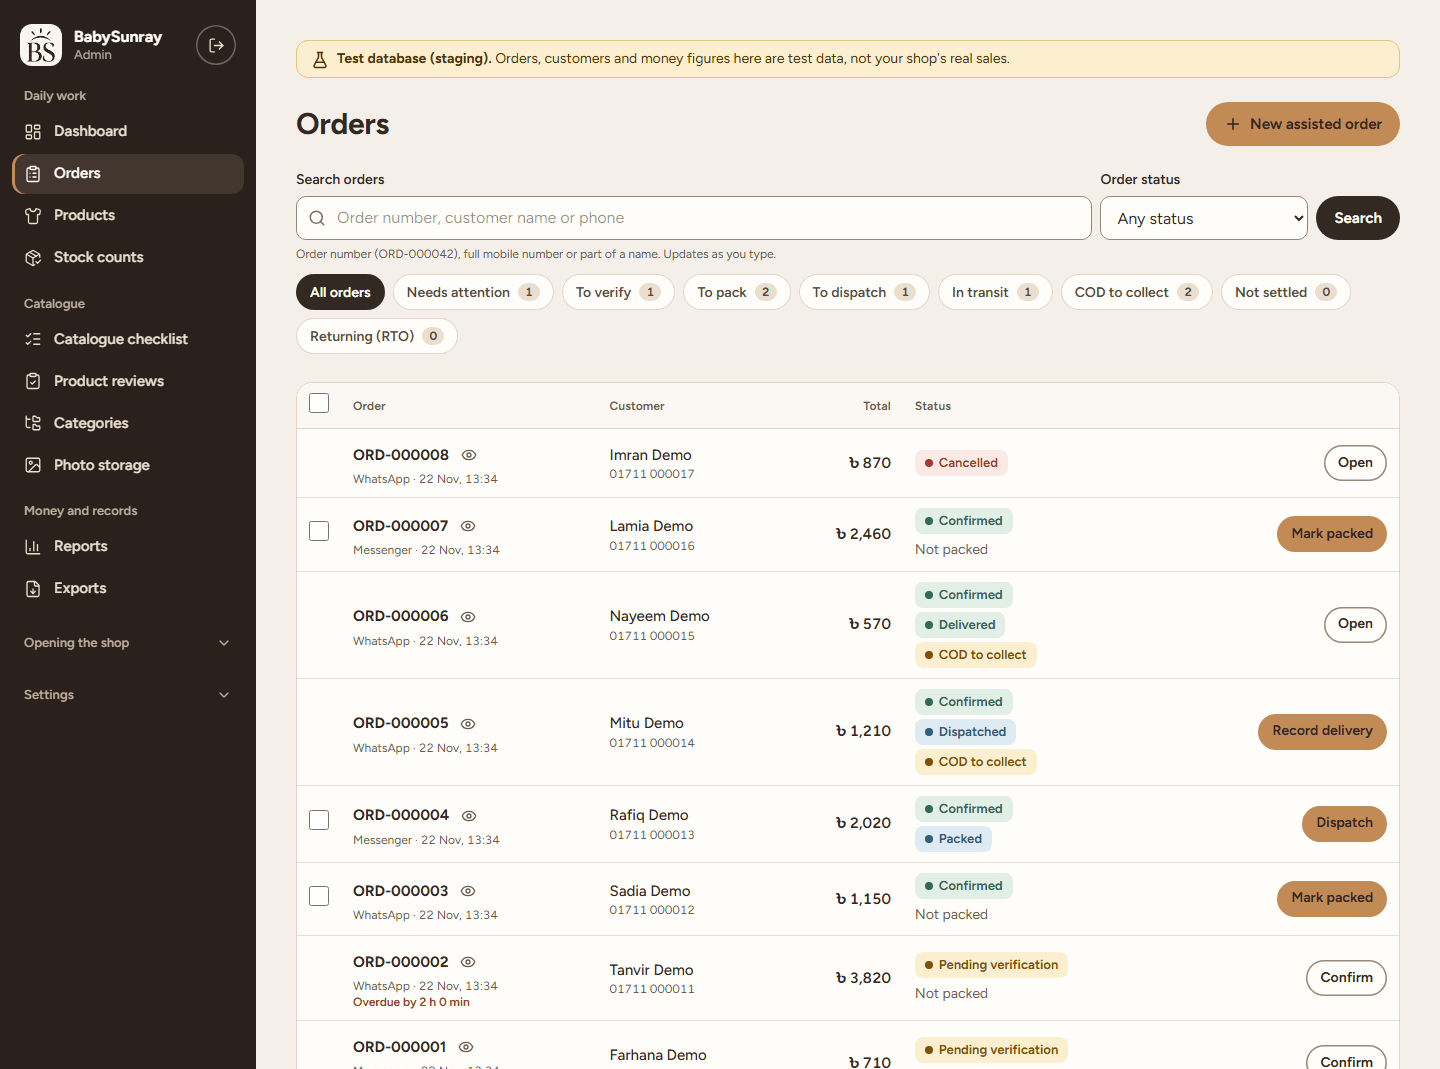 BS
BabySunray
Admin
Daily work
Dashboard
Orders
Products
Stock counts
Catalogue
Catalogue checklist
Product reviews
Categories
Photo storage
Money and records
Reports
Exports
Opening the shop
Settings
Test database (staging). Orders, customers and money figures here are test data, not your shop's real sales.
Orders
New assisted order
Search orders
Order status
Order number, customer name or phone
Any status
Search
Order number (ORD-000042), full mobile number or part of a name. Updates as you type.
All orders
Needs attention 1
To verify 1
To pack 2
To dispatch 1
In transit 1
COD to collect 2
Not settled 0
Returning (RTO) 0
Order Customer Total Status
ORD-000008 Imran Demo ৳ 870 Cancelled Open
WhatsApp · 22 Nov, 13:34 01711 000017
ORD-000007 Lamia Demo ৳ 2,460 Confirmed Mark packed
Messenger · 22 Nov, 13:34 01711 000016 Not packed
ORD-000006 Nayeem Demo ৳ 570 Confirmed Open
WhatsApp · 22 Nov, 13:34 01711 000015 Delivered
COD to collect
ORD-000005 Mitu Demo ৳ 1,210 Confirmed Record delivery
WhatsApp · 22 Nov, 13:34 01711 000014 Dispatched
COD to collect
ORD-000004 Rafiq Demo ৳ 2,020 Confirmed Dispatch
Messenger · 22 Nov, 13:34 01711 000013 Packed
ORD-000003 Sadia Demo ৳ 1,150 Confirmed Mark packed
WhatsApp · 22 Nov, 13:34 01711 000012 Not packed
ORD-000002 Tanvir Demo ৳ 3,820 Pending verification Confirm
WhatsApp · 22 Nov, 13:34 01711 000011 Not packed
Overdue by 2 h 0 min
ORD-000001 Farhana Demo ৳ 710 Pending verification Confirm